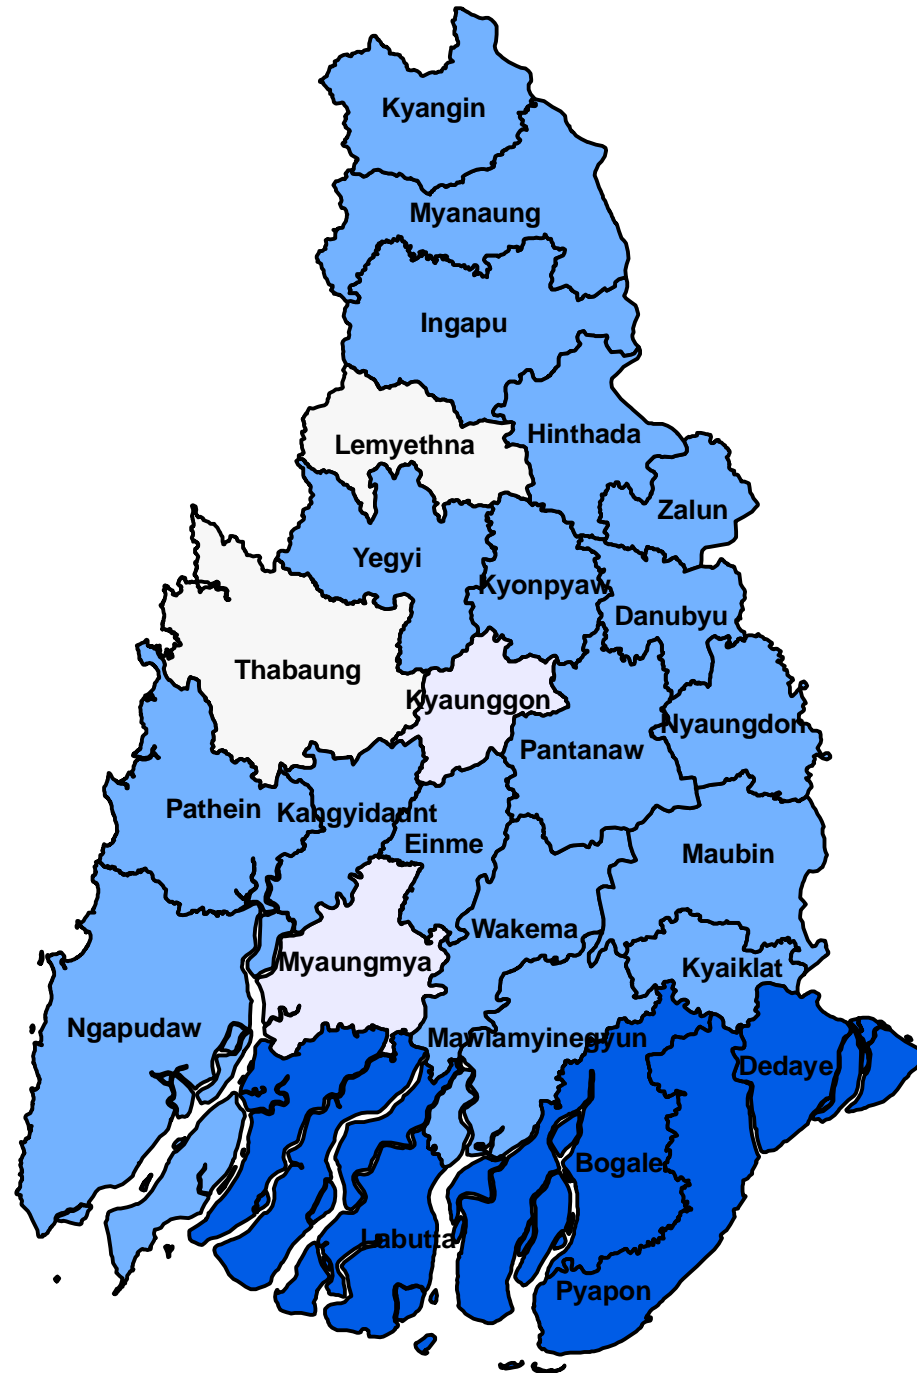 Kyangin
Myanaung
Ingapu
Hinthada
Lemyethna
Zalun
Yegyi
Kyonpyaw
Danubyu
Thabaung
Kyaunggon
Nyaungdon
Pantanaw
Pathein
Kangyidaunt
Einme
Maubin
Wakema
Myaungmya
Kyaiklat
Ngapudaw
Mawlamyinegyun
Dedaye
Bogale
Labutta
Pyapon